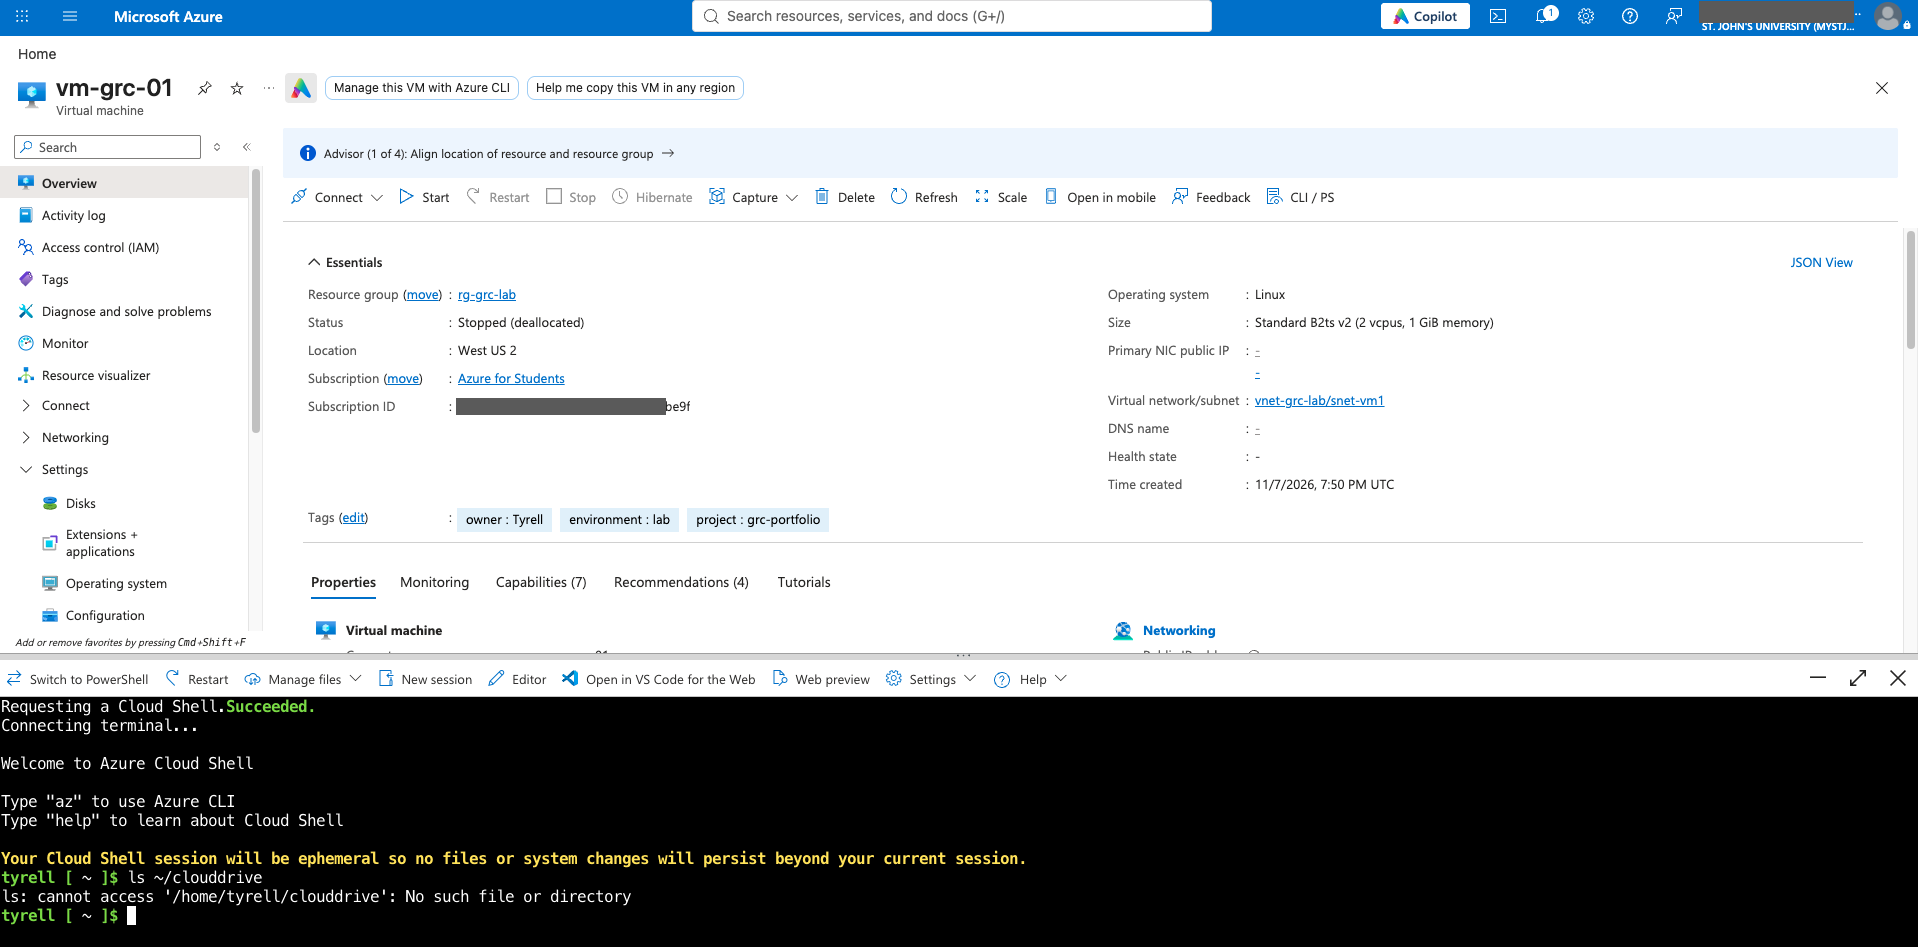 Microsoft Azure
Search resources, services, and docs (G+/)
Copilot
1
ST. JOHN'S UNIVERSITY (MYSTJ...
Home
vm-grc-01
Virtual machine
Manage this VM with Azure CLI
Help me copy this VM in any region
Search
Advisor (1 of 4): Align location of resource and resource group
Overview
Activity log
Access control (IAM)
Tags
Diagnose and solve problems
Monitor
Resource visualizer
Connect
Networking
Settings
Disks
Extensions +
applications
Operating system
Configuration
Add or remove favorites by pressing Cmd+Shift+F
Connect
Start
Restart
Stop
Hibernate
Capture
Delete
Refresh
Scale
Open in mobile
Feedback
CLI / PS
Essentials
JSON View
Resource group (move) : rg-grc-lab
Status : Stopped (deallocated)
Location : West US 2
Subscription (move) : Azure for Students
Subscription ID : be9f
Operating system : Linux
Size : Standard B2ts v2 (2 vcpus, 1 GiB memory)
Primary NIC public IP : -
-
Virtual network/subnet : vnet-grc-lab/snet-vm1
DNS name : -
Health state : -
Time created : 11/7/2026, 7:50 PM UTC
Tags (edit) : owner : Tyrell environment : lab project : grc-portfolio
Properties
Monitoring
Capabilities (7)
Recommendations (4)
Tutorials
Virtual machine
Networking
Switch to PowerShell
Restart
Manage files
New session
Editor
Open in VS Code for the Web
Web preview
Settings
Help
Requesting a Cloud Shell.Succeeded.
Connecting terminal...
Welcome to Azure Cloud Shell
Type "az" to use Azure CLI
Type "help" to learn about Cloud Shell
Your Cloud Shell session will be ephemeral so no files or system changes will persist beyond your current session.
tyrell [ ~ ]$ ls ~/clouddrive
ls: cannot access '/home/tyrell/clouddrive': No such file or directory
tyrell [ ~ ]$